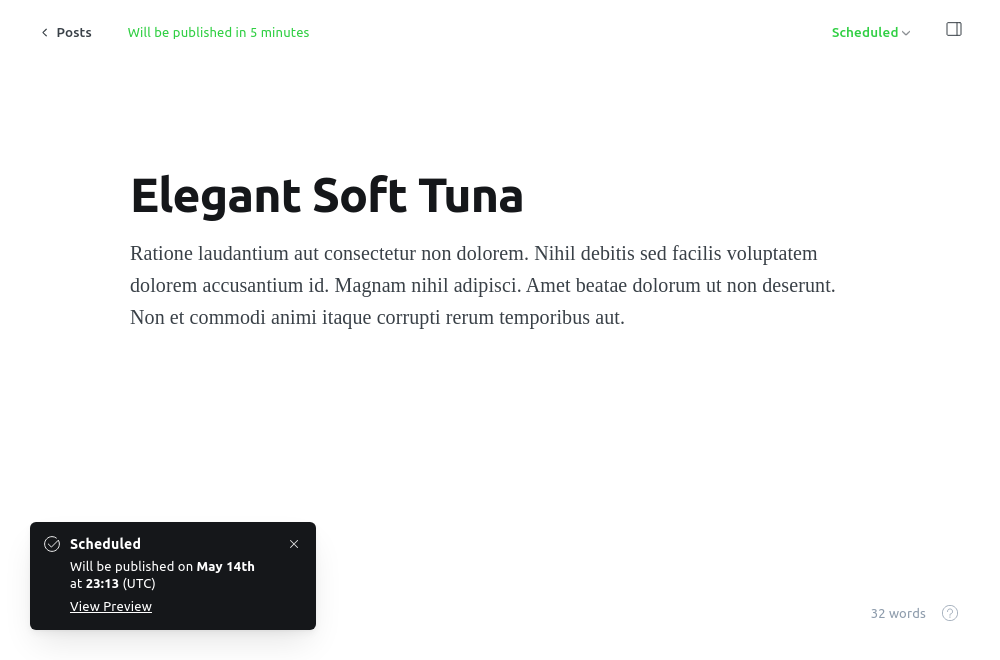 Posts
Will be published in 5 minutes
Scheduled
Elegant Soft Tuna
Ratione laudantium aut consectetur non dolorem. Nihil debitis sed facilis voluptatem
dolorem accusantium id. Magnam nihil adipisci. Amet beatae dolorum ut non deserunt.
Non et commodi animi itaque corrupti rerum temporibus aut.
Scheduled
Will be published on May 14th
at 23:13 (UTC)
View Preview
32 words
?